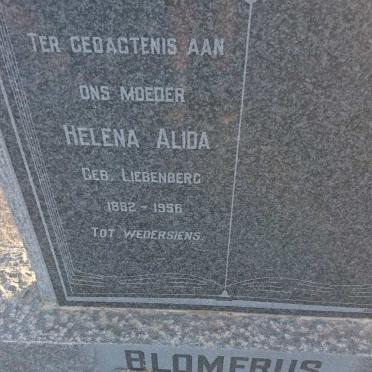 TER GEDAGTENIS AAN
ONS MOEDER
HELENA ALIDA
GEB. LIEBENBERG
1882 - 1956
TOT WEDERSIENS.
BLOMERUS